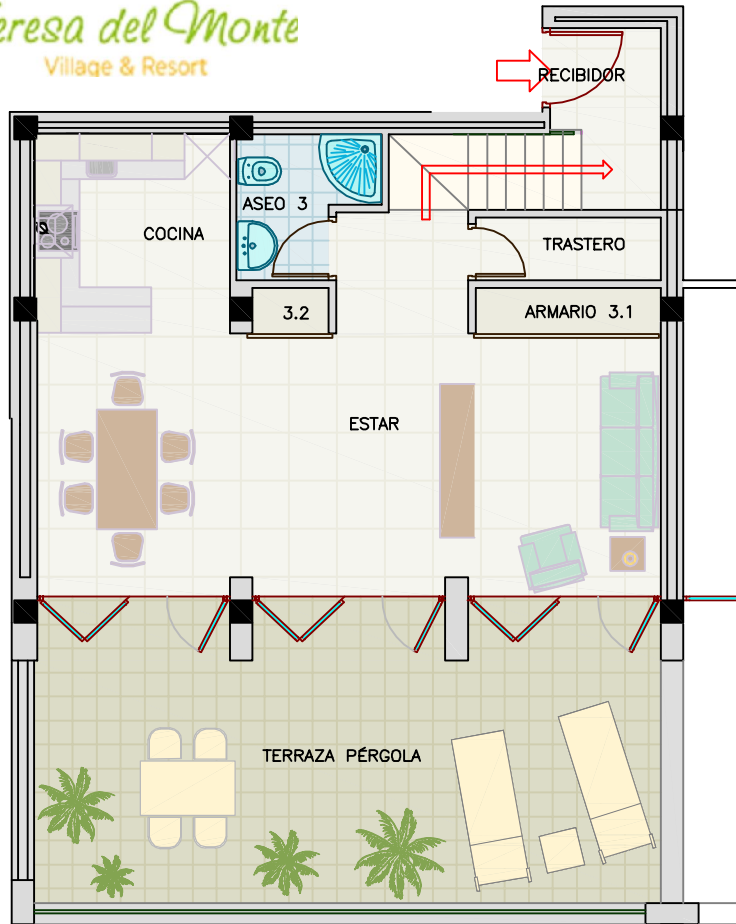 eresa del Monte
Village & Resort
RECIBIDOR
ASEO 3
COCINA
TRASTERO
3.2
ARMARIO 3.1
ESTAR
TERRAZA PÉRGOLA